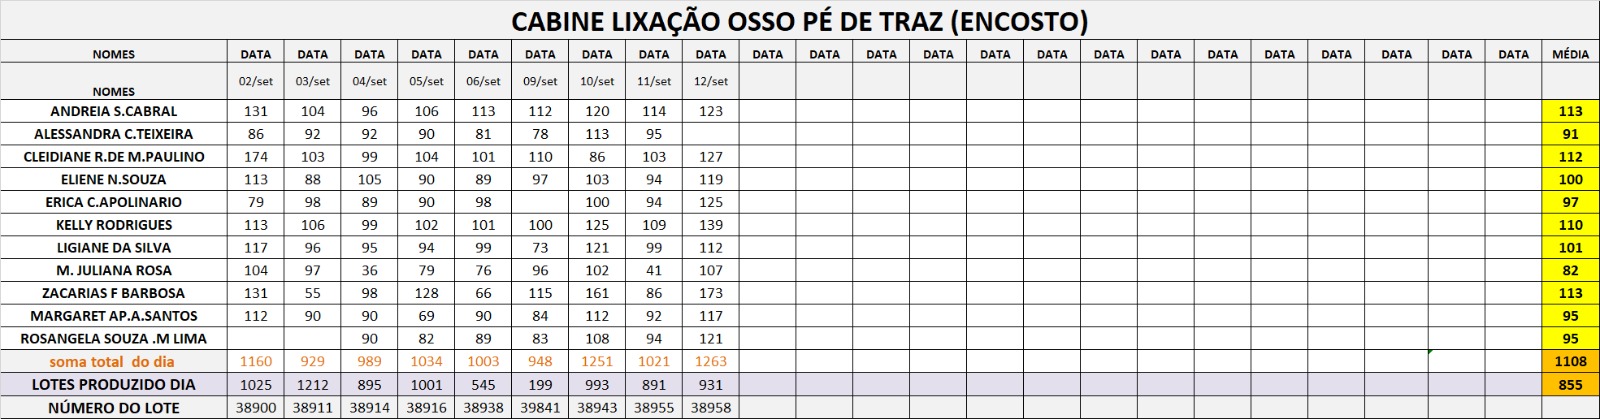 CABINE LIXAÇÃO OSSO PÉ DE TRAZ (ENCOSTO)
NOMES DATA DATA DATA DATA DATA DATA DATA DATA DATA DATA DATA DATA DATA DATA DATA DATA DATA DATA DATA DATA DATA DATA DATA MÉDIA
NOMES 02/set 03/set 04/set 05/set 06/set 09/set 10/set 11/set 12/set
ANDREIA S.CABRAL 131 104 96 106 113 112 120 114 123 113
ALESSANDRA C.TEIXEIRA 86 92 92 90 81 78 113 95 91
CLEIDIANE R.DE M.PAULINO 174 103 99 104 101 110 86 103 127 112
ELIENE N.SOUZA 113 88 105 90 89 97 103 94 119 100
ERICA C.APOLINARIO 79 98 89 90 98 100 94 125 97
KELLY RODRIGUES 113 106 99 102 101 100 125 109 139 110
LIGIANE DA SILVA 117 96 95 94 99 73 121 99 112 101
M. JULIANA ROSA 104 97 36 79 76 96 102 41 107 82
ZACARIAS F BARBOSA 131 55 98 128 66 115 161 86 173 113
MARGARET AP.A.SANTOS 112 90 90 69 90 84 112 92 117 95
ROSANGELA SOUZA .M LIMA 90 82 89 83 108 94 121 95
soma total do dia 1160 929 989 1034 1003 948 1251 1021 1263 1108
LOTES PRODUZIDO DIA 1025 1212 895 1001 545 199 993 891 931 855
NÚMERO DO LOTE 38900 38911 38914 38916 38938 39841 38943 38955 38958